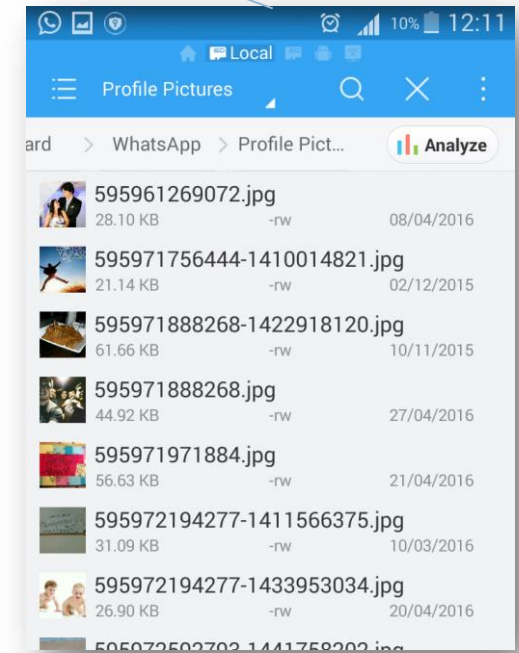 10% 12:11
Local
Profile Pictures
ard > WhatsApp > Profile Pict... Analyze
595961269072.jpg
28.10 KB -rw 08/04/2016
595971756444-1410014821.jpg
21.14 KB -rw 02/12/2015
595971888268-1422918120.jpg
61.66 KB -rw 10/11/2015
595971888268.jpg
44.92 KB -rw 27/04/2016
595971971884.jpg
56.63 KB -rw 21/04/2016
595972194277-1411566375.jpg
31.09 KB -rw 10/03/2016
595972194277-1433953034.jpg
26.90 KB -rw 20/04/2016